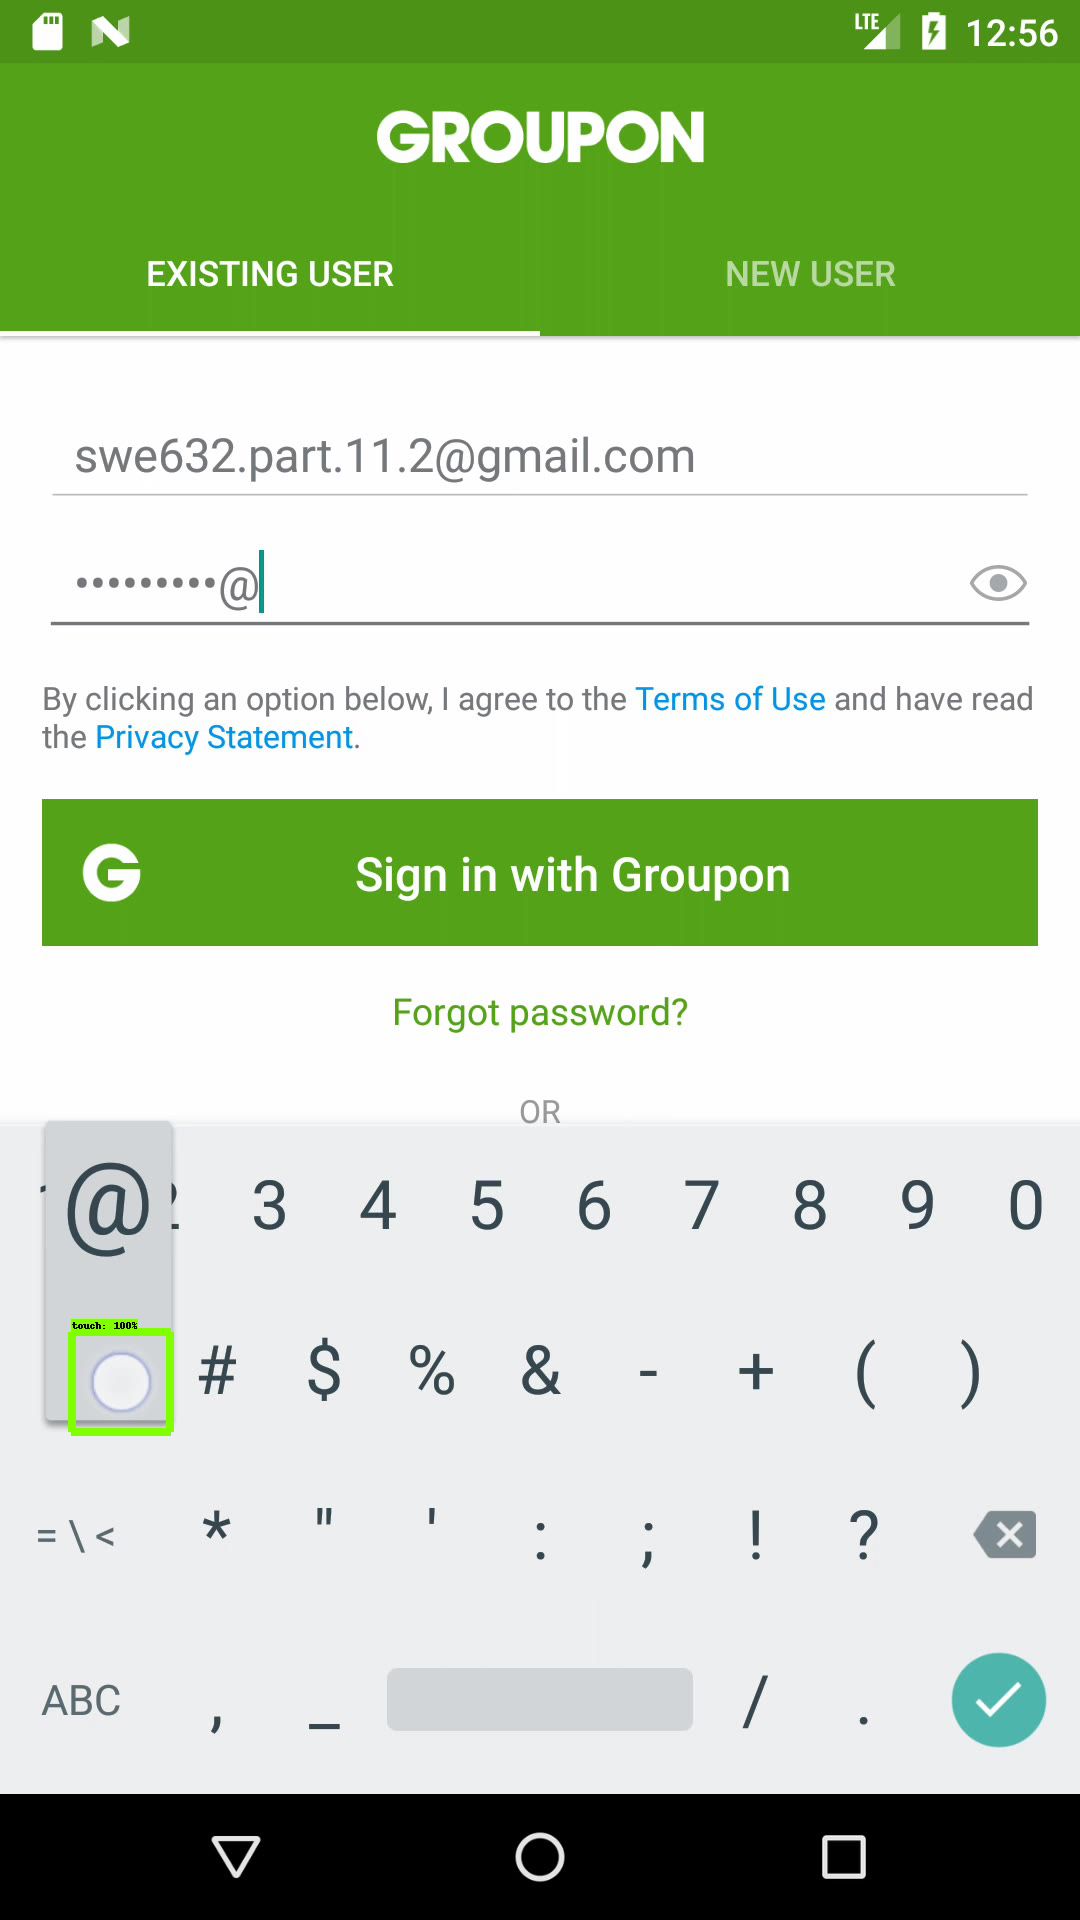 LTE 12:56
GROUPON
EXISTING USER NEW USER
swe632.part.11.2@gmail.com
•••••••••@
By clicking an option below, I agree to the Terms of Use and have read
the Privacy Statement.
G Sign in with Groupon
Forgot password?
OR
@ 3 4 5 6 7 8 9 0
touch: 100%
# $ % & - + ( )
= \ < * " ' : ; ! ?
ABC , _ / .